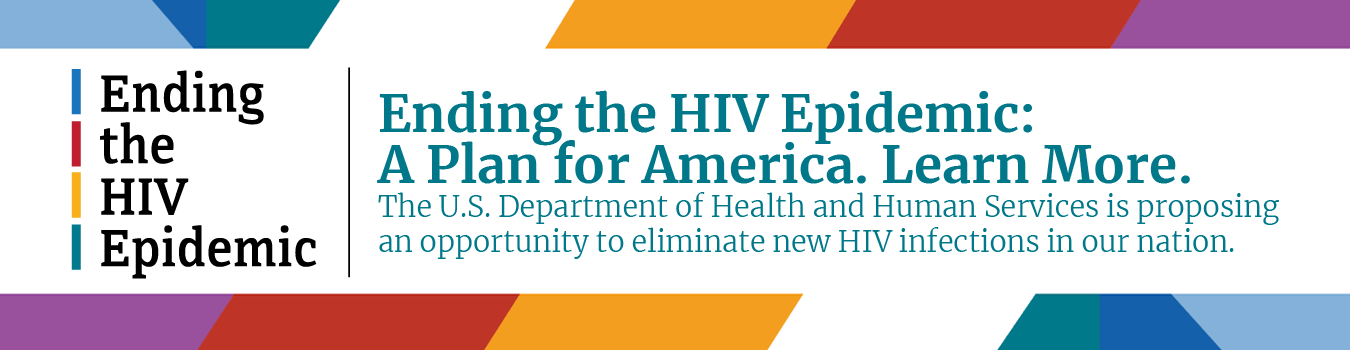 Ending
the
HIV
Epidemic
Ending the HIV Epidemic:
A Plan for America. Learn More.
The U.S. Department of Health and Human Services is proposing
an opportunity to eliminate new HIV infections in our nation.